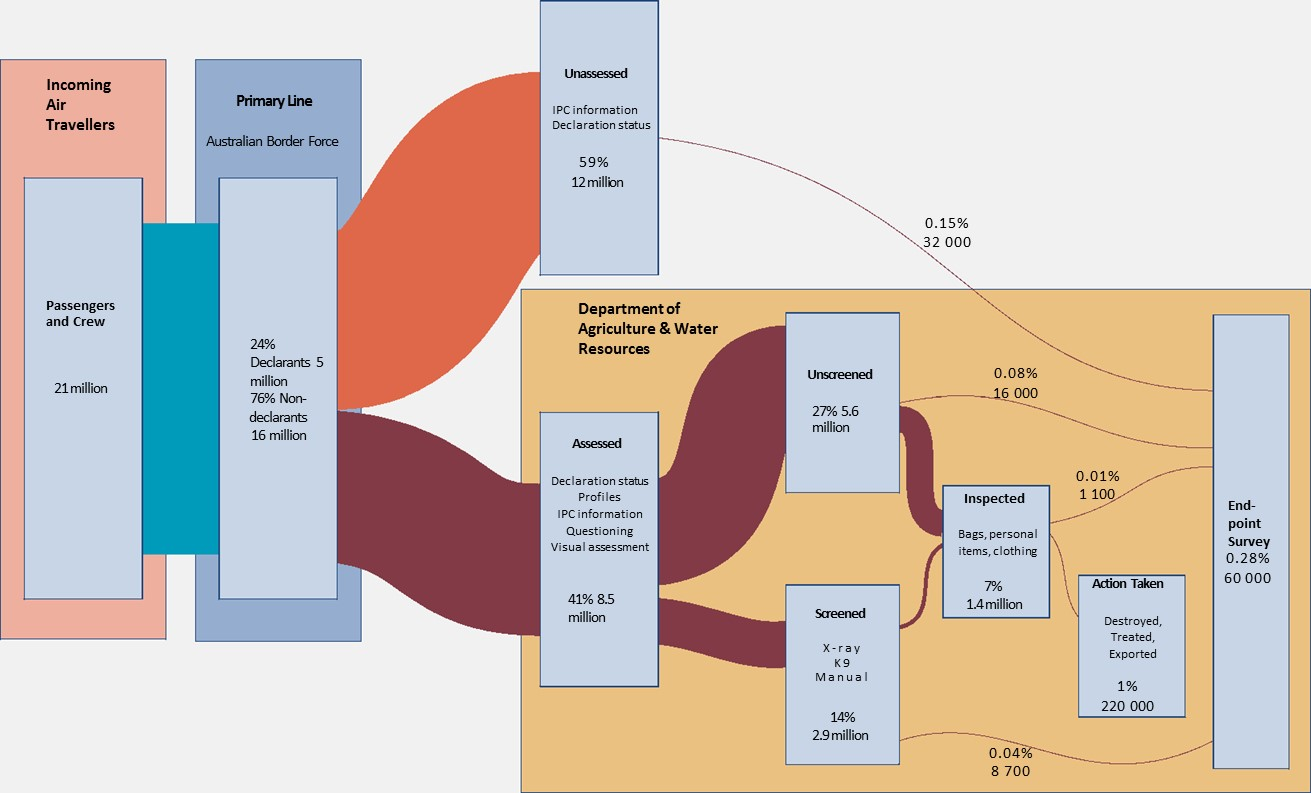 Incoming
Air
Travellers
Passengers
and Crew
21 million
Primary Line
Australian Border Force
24%
Declarants 5
million
76% Non-
declarants
16 million
Unassessed
IPC information
Declaration status
59%
12 million
0.15%
32 000
Department of
Agriculture & Water
Resources
Assessed
Declaration status
Profiles
IPC information
Questioning
Visual assessment
41% 8.5
million
Unscreened
27% 5.6
million
0.08%
16 000
Screened
X-ray
K9
Manual
14%
2.9 million
Inspected
Bags, personal
items, clothing
7%
1.4 million
0.01%
1 100
Action Taken
Destroyed,
Treated,
Exported
1%
220 000
0.04%
8 700
End-
point
Survey
0.28%
60 000